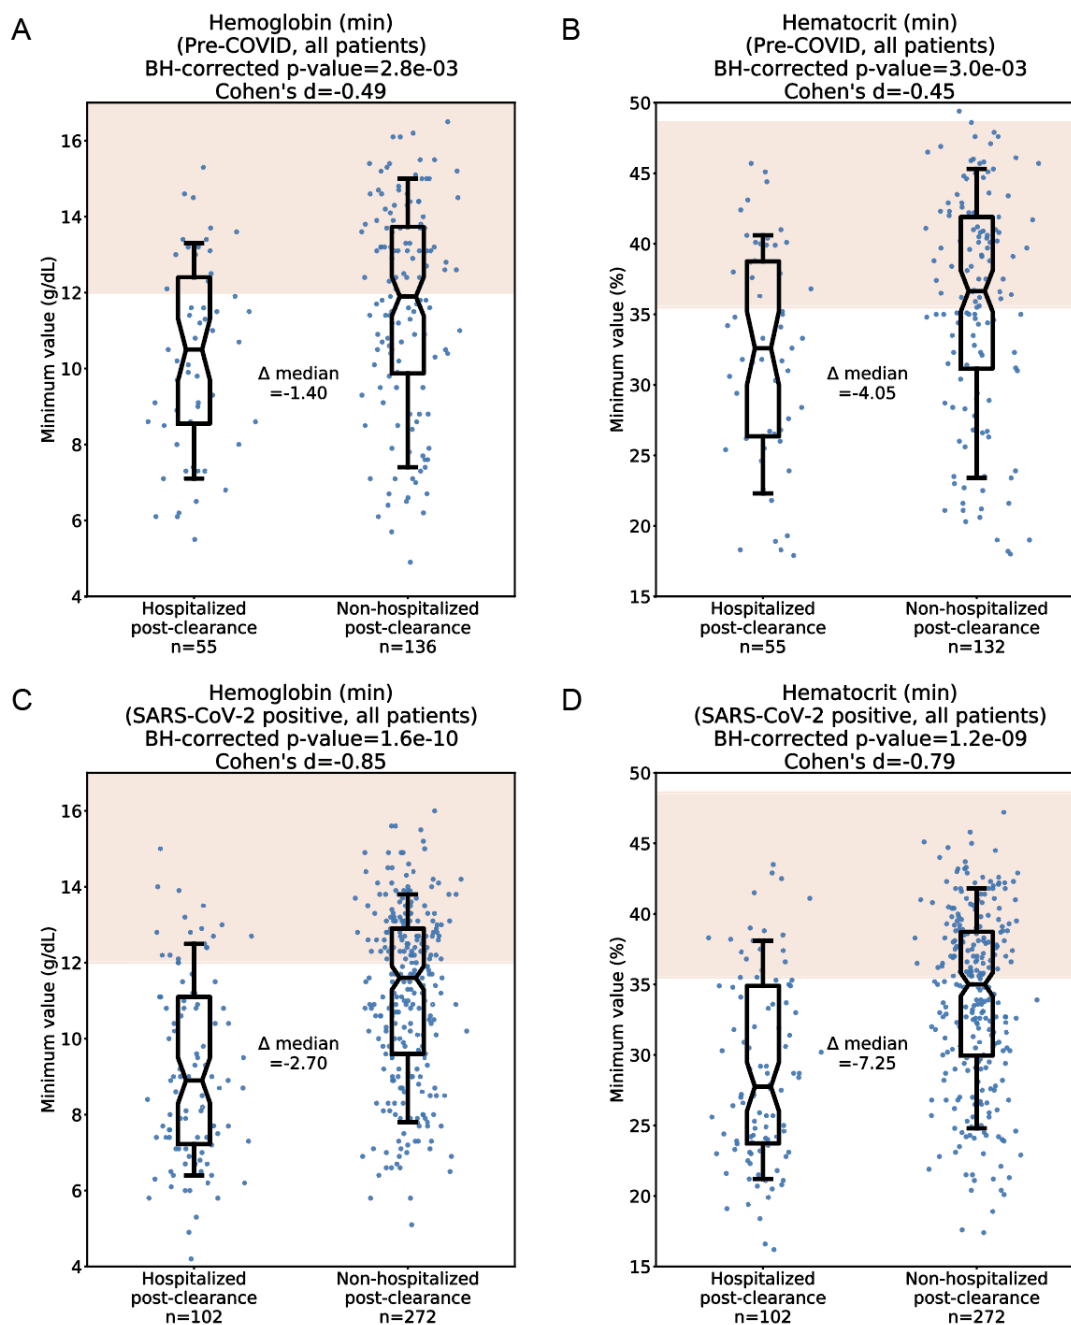 A
Hemoglobin (min)
(Pre-COVID, all patients)
BH-corrected p-value=2.8e-03
Cohen's d=-0.49
Minimum value (g/dL)
16
14
12
10
8
6
4
Δ median
=-1.40
Hospitalized
post-clearance
n=55
Non-hospitalized
post-clearance
n=136
B
Hematocrit (min)
(Pre-COVID, all patients)
BH-corrected p-value=3.0e-03
Cohen's d=-0.45
Minimum value (%)
50
45
40
35
30
25
20
15
Δ median
=-4.05
Hospitalized
post-clearance
n=55
Non-hospitalized
post-clearance
n=132
C
Hemoglobin (min)
(SARS-CoV-2 positive, all patients)
BH-corrected p-value=1.6e-10
Cohen's d=-0.85
Minimum value (g/dL)
16
14
12
10
8
6
4
Δ median
=-2.70
Hospitalized
post-clearance
n=102
Non-hospitalized
post-clearance
n=272
D
Hematocrit (min)
(SARS-CoV-2 positive, all patients)
BH-corrected p-value=1.2e-09
Cohen's d=-0.79
Minimum value (%)
50
45
40
35
30
25
20
15
Δ median
=-7.25
Hospitalized
post-clearance
n=102
Non-hospitalized
post-clearance
n=272